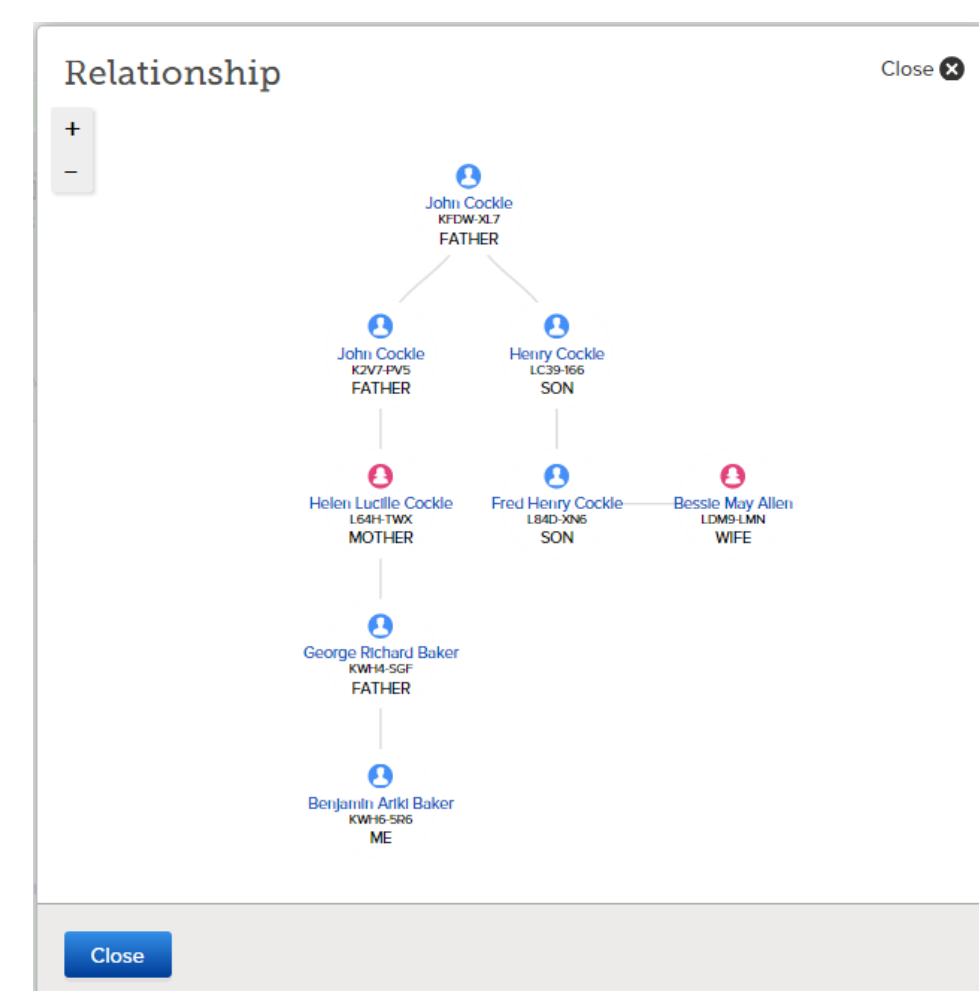 Relationship
Close
+
−
John Cockle
KFDW-XL7
FATHER
John Cockle
K2V7-PV5
FATHER
Henry Cockle
LC39-166
SON
Helen Lucille Cockle
L64H-TWX
MOTHER
Fred Henry Cockle
L84D-XN6
SON
Bessie May Allen
LDM9-LMN
WIFE
George Richard Baker
KWH4-SGF
FATHER
Benjamin Ariki Baker
KWH6-5R6
ME
Close